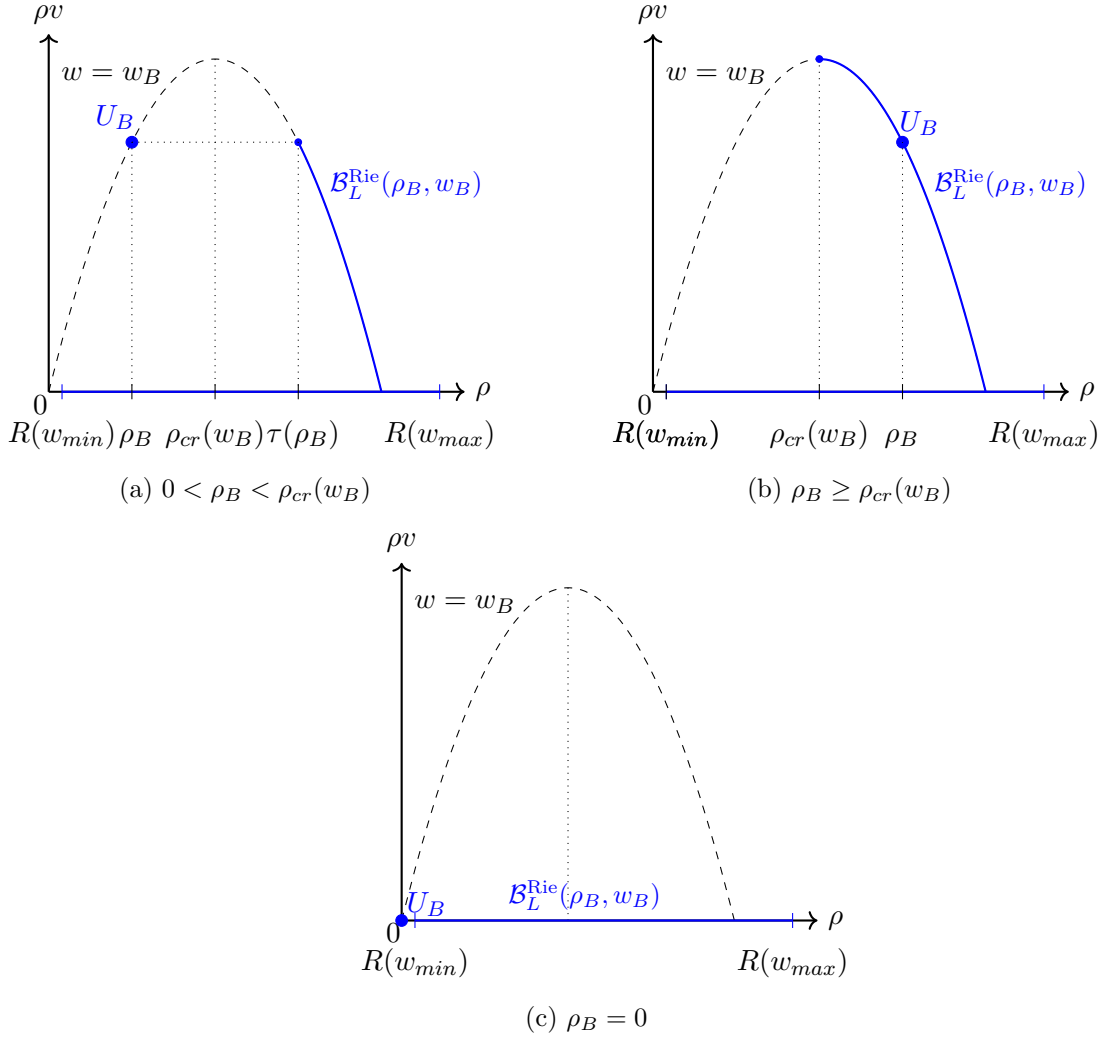 ρv
w = w_B
U_B
𝓑_L^Rie(ρ_B, w_B)
ρ
0
R(w_min) ρ_B ρ_cr(w_B) τ(ρ_B) R(w_max)
(a) 0 < ρ_B < ρ_cr(w_B)
ρv
w = w_B
U_B
𝓑_L^Rie(ρ_B, w_B)
ρ
0
R(w_min) ρ_cr(w_B) ρ_B R(w_max)
(b) ρ_B ≥ ρ_cr(w_B)
ρv
w = w_B
𝓑_L^Rie(ρ_B, w_B)
U_B
ρ
0
R(w_min) R(w_max)
(c) ρ_B = 0